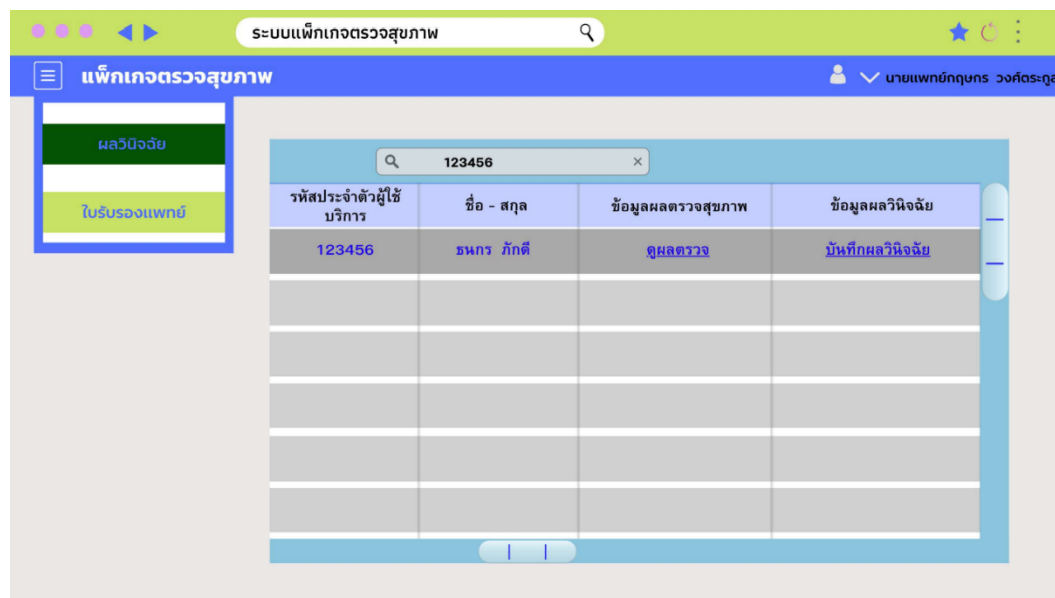 ระบบแพ็กเกจตรวจสุขภาพ
แพ็กเกจตรวจสุขภาพ
นายแพทย์กฤษกร วงศ์ตระกูล
ผลวินิจฉัย
ใบรับรองแพทย์
123456
รหัสประจำตัวผู้ใช้
บริการ
ชื่อ - สกุล
ข้อมูลผลตรวจสุขภาพ
ข้อมูลผลวินิจฉัย
123456
ธนกร ภักดี
ดูผลตรวจ
บันทึกผลวินิจฉัย